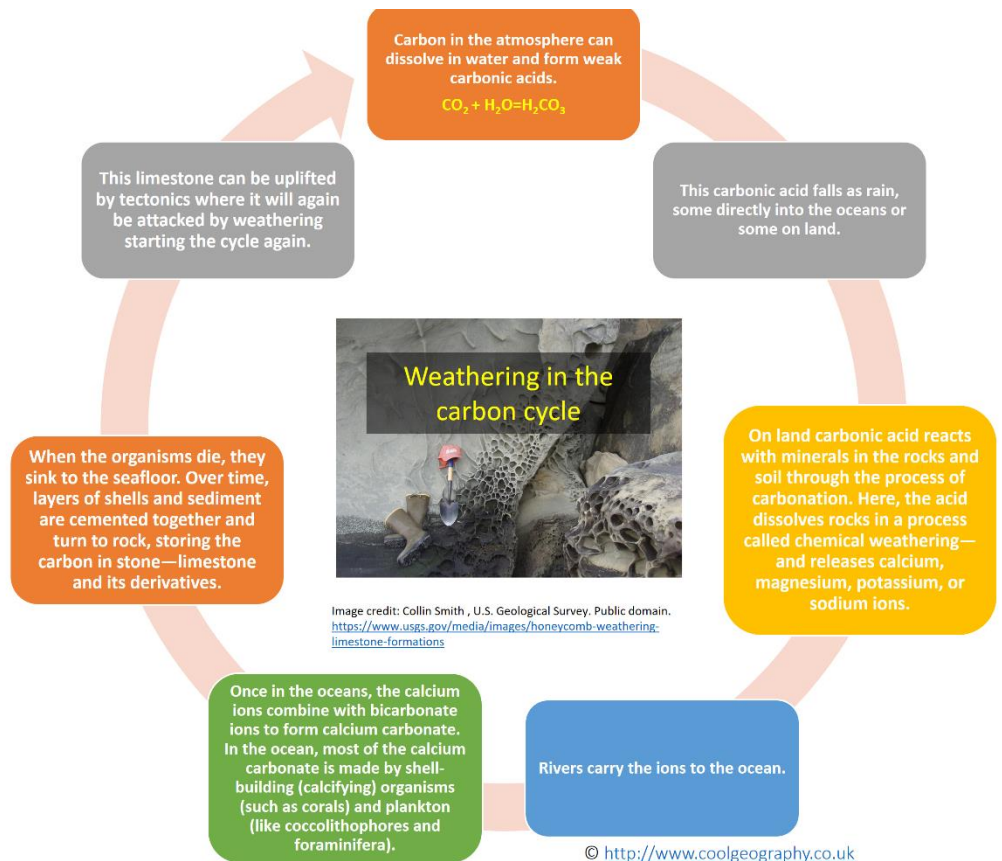 Carbon in the atmosphere can
dissolve in water and form weak
carbonic acids.
CO₂ + H₂O=H₂CO₃
This carbonic acid falls as rain,
some directly into the oceans or
some on land.
On land carbonic acid reacts
with minerals in the rocks and
soil through the process of
carbonation. Here, the acid
dissolves rocks in a process
called chemical weathering—
and releases calcium,
magnesium, potassium, or
sodium ions.
Rivers carry the ions to the ocean.
Once in the oceans, the calcium
ions combine with bicarbonate
ions to form calcium carbonate.
In the ocean, most of the calcium
carbonate is made by shell-
building (calcifying) organisms
(such as corals) and plankton
(like coccolithophores and
foraminifera).
When the organisms die, they
sink to the seafloor. Over time,
layers of shells and sediment
are cemented together and
turn to rock, storing the
carbon in stone—limestone
and its derivatives.
This limestone can be uplifted
by tectonics where it will again
be attacked by weathering
starting the cycle again.
Weathering in the
carbon cycle
Image credit: Collin Smith , U.S. Geological Survey. Public domain.
https://www.usgs.gov/media/images/honeycomb-weathering-
limestone-formations
© http://www.coolgeography.co.uk